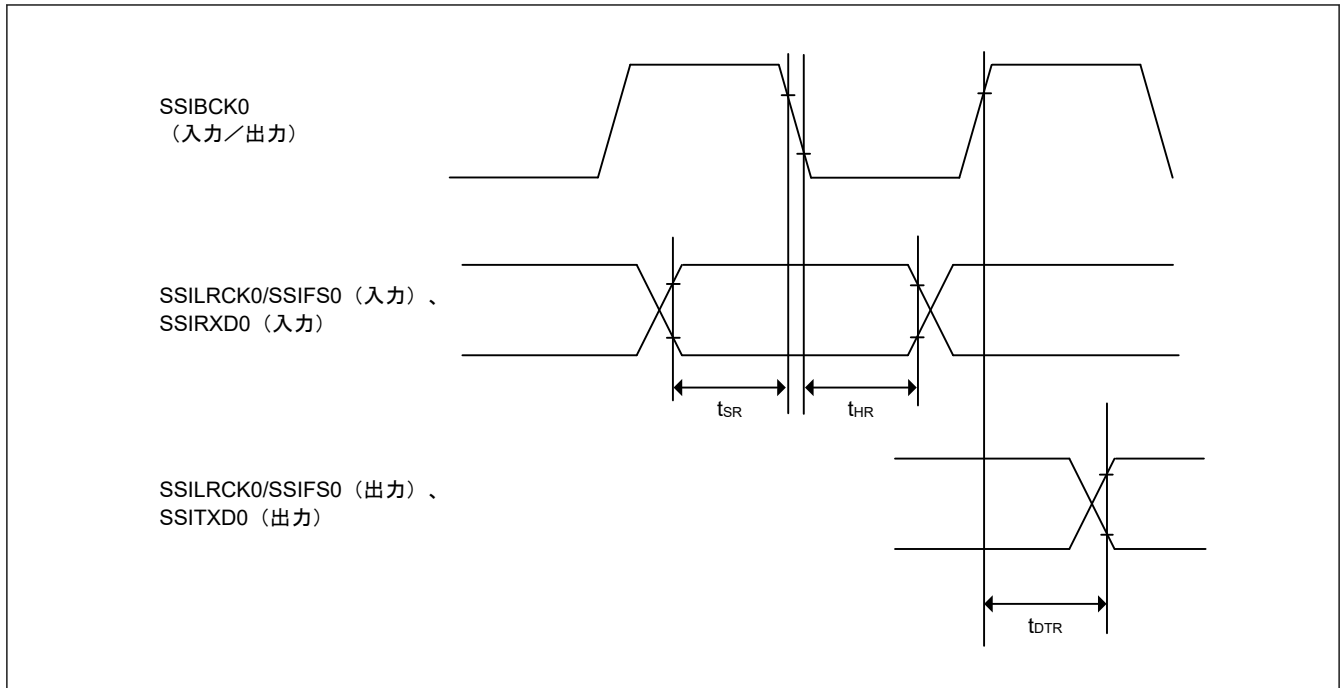 SSIBCK0
（入力／出力）
SSILRCK0/SSIFS0（入力）、
SSIRXD0（入力）
tSR
tHR
SSILRCK0/SSIFS0（出力）、
SSITXD0（出力）
tDTR